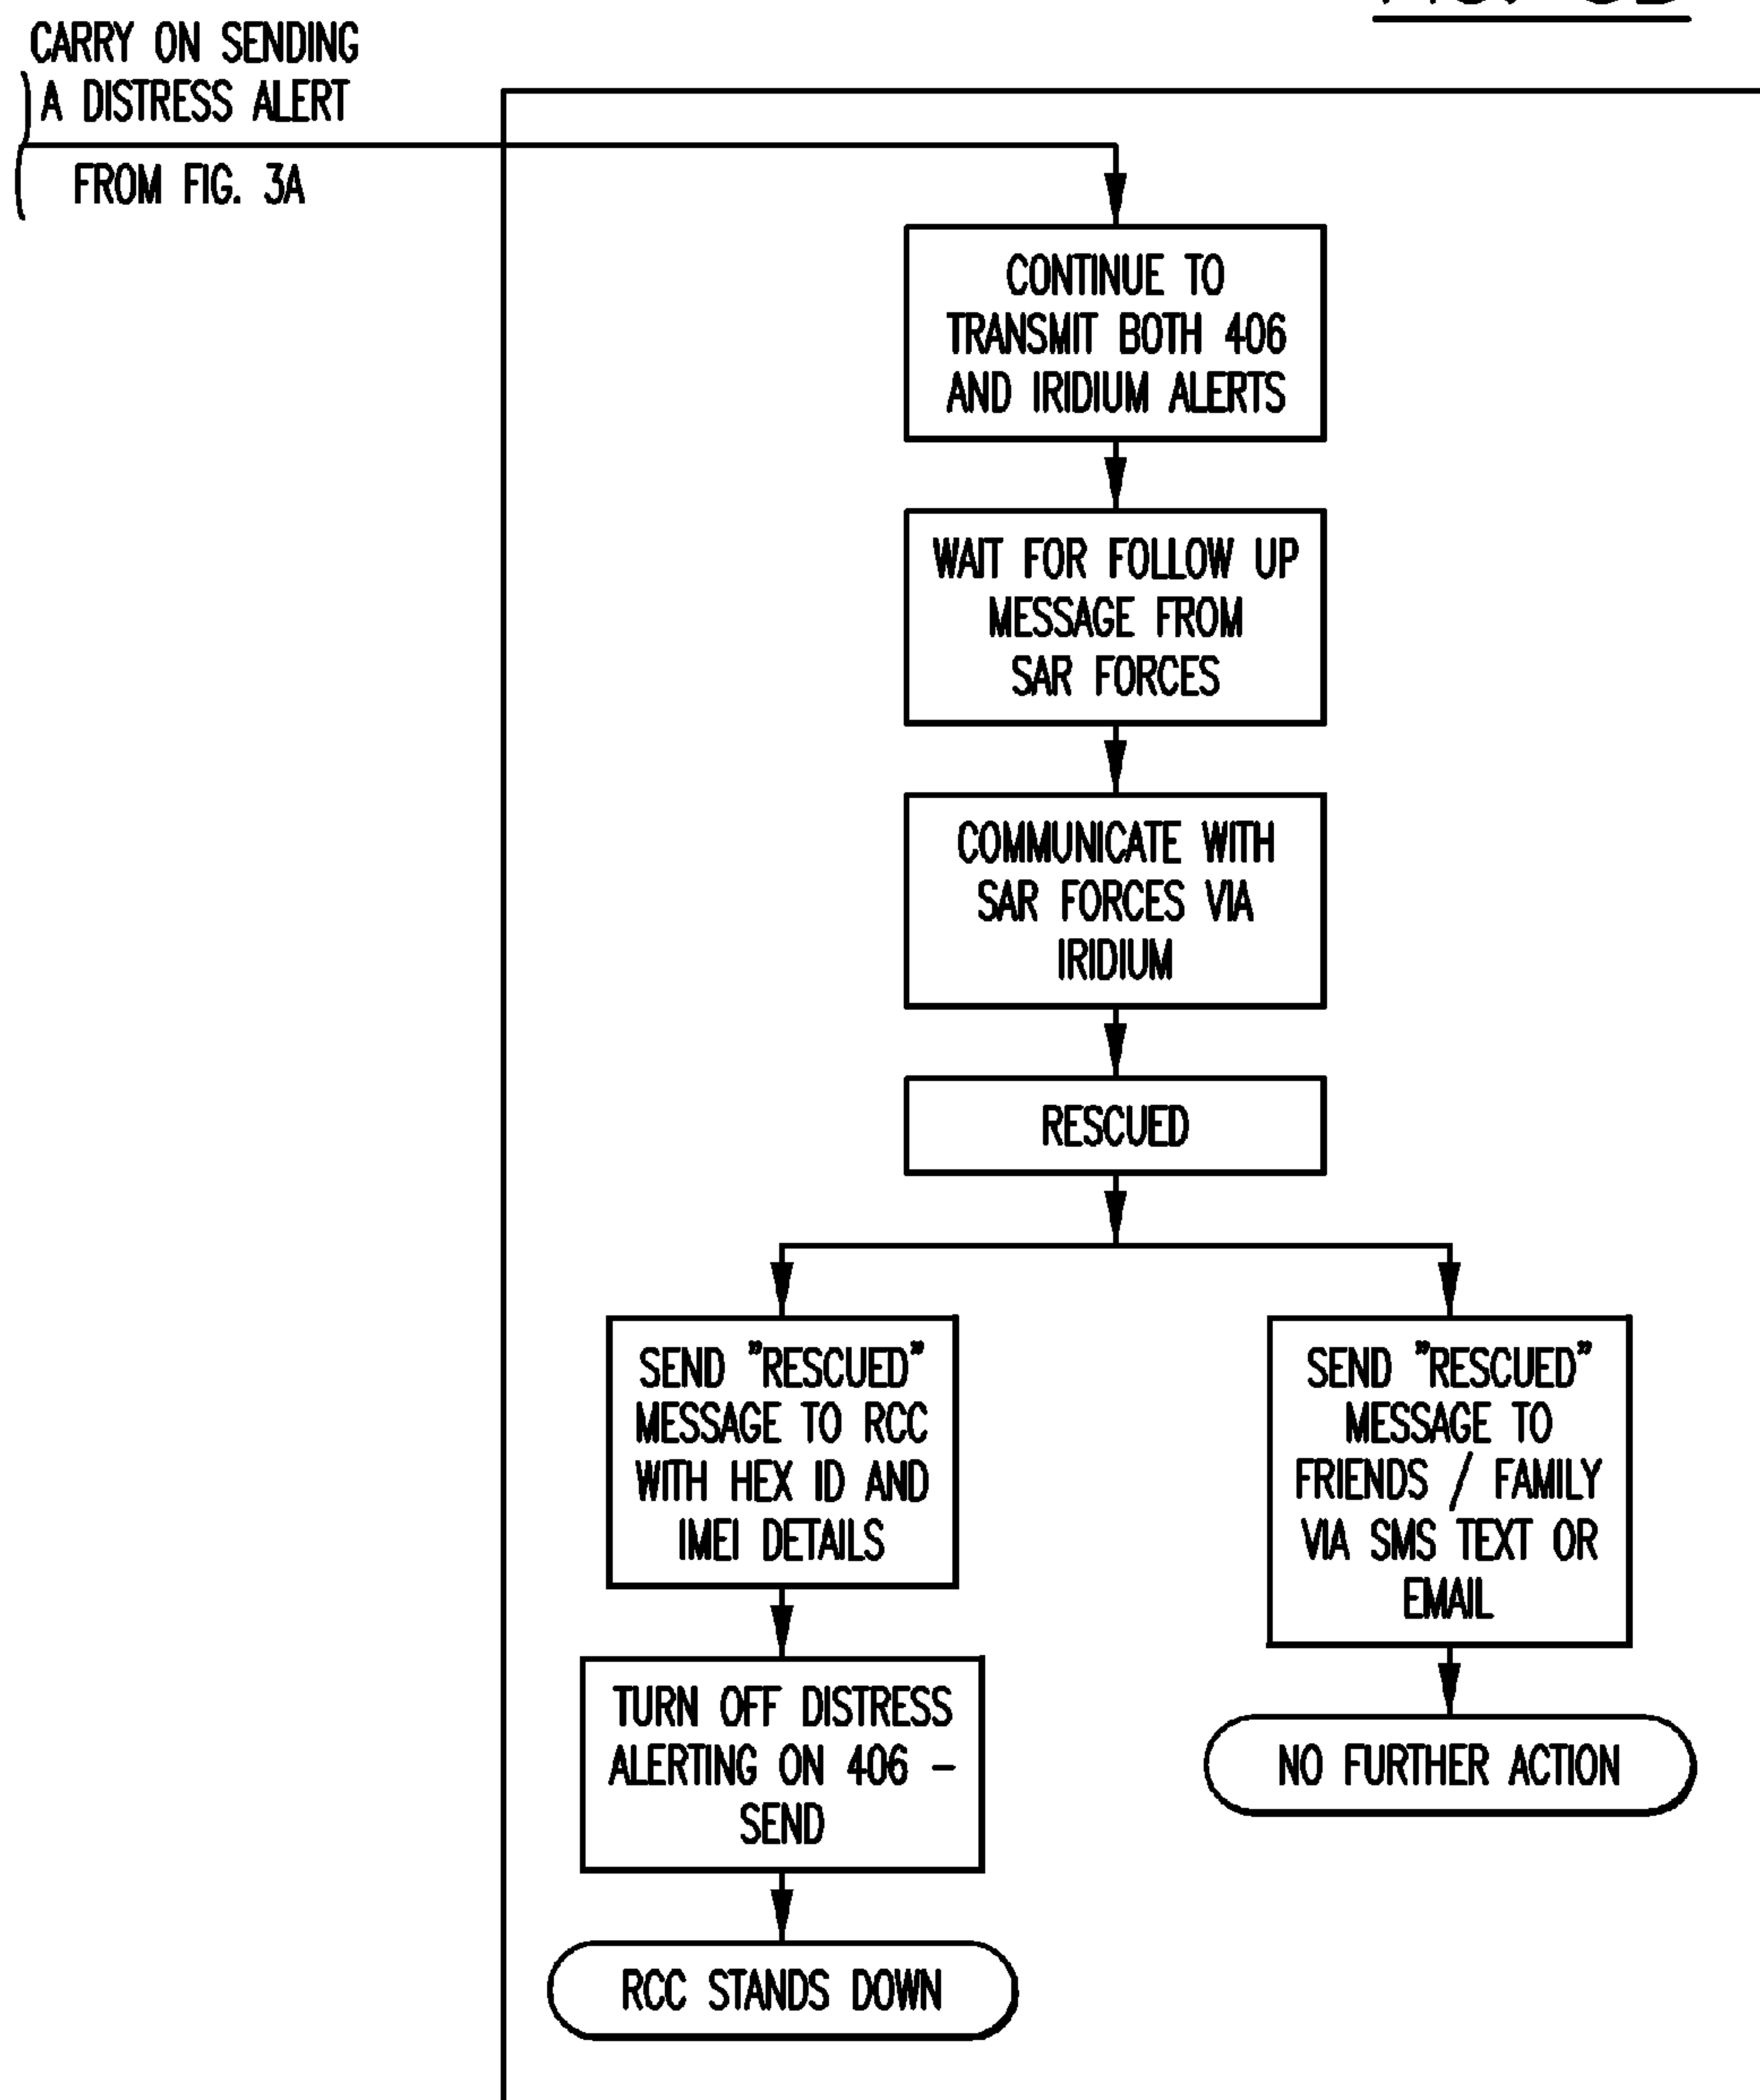 CARRY ON SENDING
A DISTRESS ALERT
FROM FIG. 3A
CONTINUE TO
TRANSMIT BOTH 406
AND IRIDIUM ALERTS
WAIT FOR FOLLOW UP
MESSAGE FROM
SAR FORCES
COMMUNICATE WITH
SAR FORCES VIA
IRIDIUM
RESCUED
SEND "RESCUED"
MESSAGE TO RCC
WITH HEX ID AND
IMEI DETAILS
SEND "RESCUED"
MESSAGE TO
FRIENDS / FAMILY
VIA SMS TEXT OR
EMAIL
TURN OFF DISTRESS
ALERTING ON 406 –
SEND
NO FURTHER ACTION
RCC STANDS DOWN